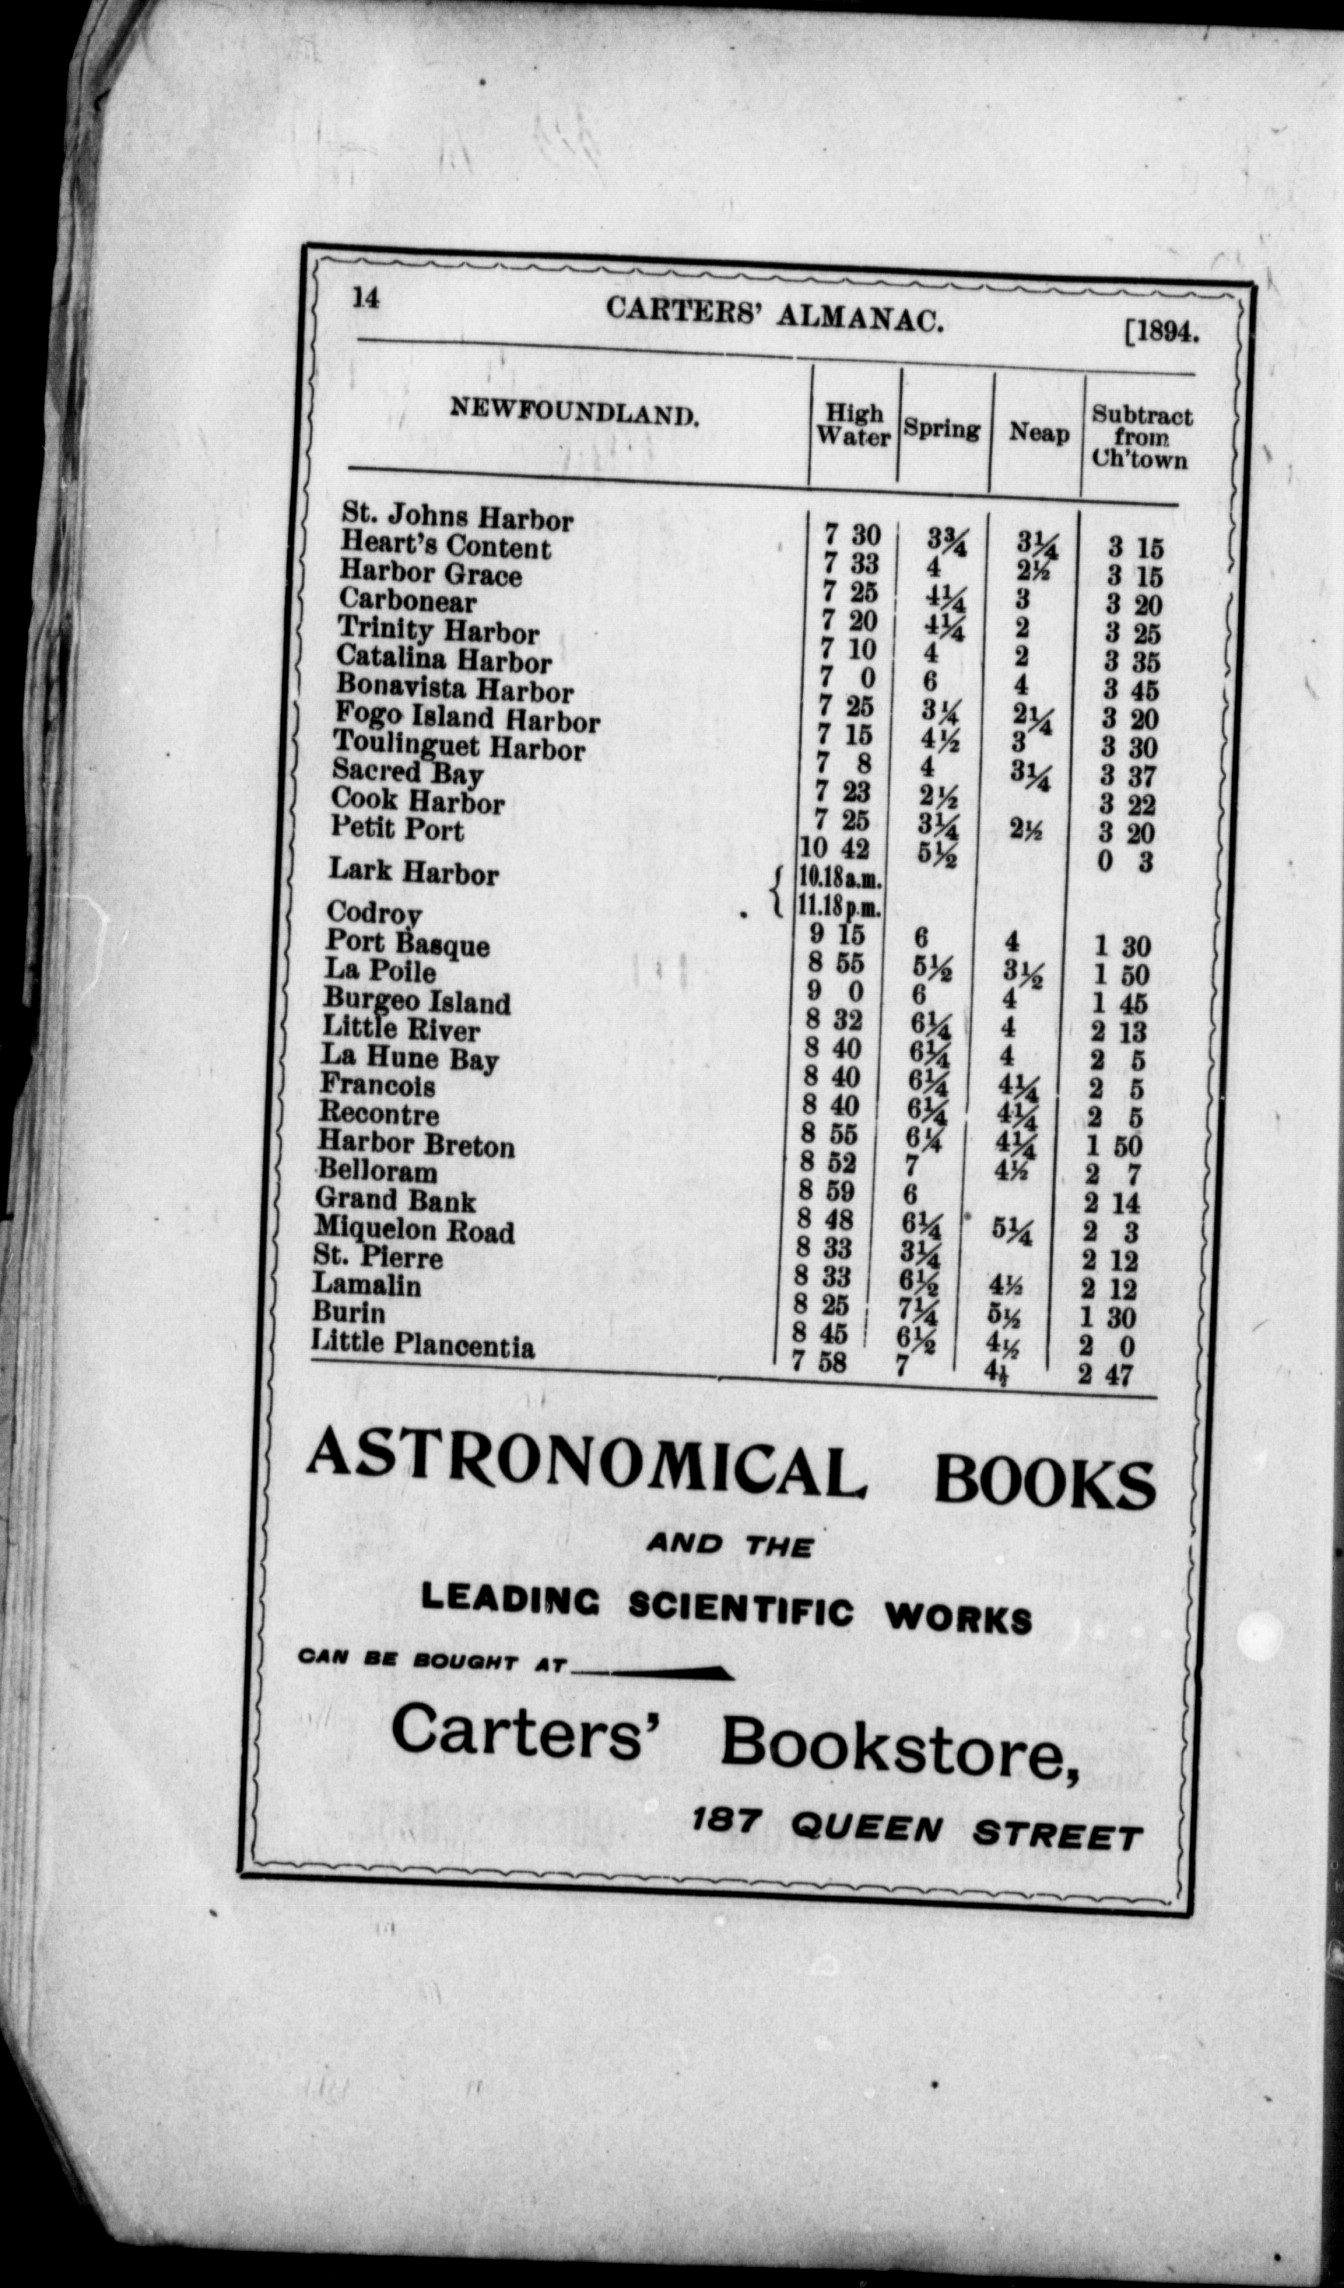 14 CARTERS' ALMANAC. [1894.
NEWFOUNDLAND. High Water Spring Neap Subtract from Ch'town
St. Johns Harbor 7 30 3¾ 3¼ 3 15
Heart's Content 7 33 4 2½ 3 15
Harbor Grace 7 25 4¼ 3 3 20
Carbonear 7 20 4¼ 2 3 25
Trinity Harbor 7 10 4 2 3 35
Catalina Harbor 7 0 6 4 3 45
Bonavista Harbor 7 25 3¼ 2¼ 3 20
Fogo Island Harbor 7 15 4½ 3 3 30
Toulinguet Harbor 7 8 4 3¼ 3 37
Sacred Bay 7 23 2½ 3 22
Cook Harbor 7 25 3¼ 2½ 3 20
Petit Port 10 42 5½ 0 3
Lark Harbor . { 10.18 a.m.
11.18 p.m.
Codroy 9 15 6 4 1 30
Port Basque 8 55 5½ 3½ 1 50
La Poile 9 0 6 4 1 45
Burgeo Island 8 32 6¼ 4 2 13
Little River 8 40 6¼ 4 2 5
La Hune Bay 8 40 6¼ 4¼ 2 5
Francois 8 40 6¼ 4¼ 2 5
Recontre 8 55 6¼ 4¼ 1 50
Harbor Breton 8 52 7 4½ 2 7
Belloram 8 59 6 2 14
Grand Bank 8 48 6¼ 5¼ 2 3
Miquelon Road 8 33 3¼ 2 12
St. Pierre 8 33 6½ 4½ 2 12
Lamalin 8 25 7¼ 5½ 1 30
Burin 8 45 6½ 4½ 2 0
Little Plancentia 7 58 7 4½ 2 47
ASTRONOMICAL BOOKS
AND THE
LEADING SCIENTIFIC WORKS
CAN BE BOUGHT AT
Carters' Bookstore,
187 QUEEN STREET